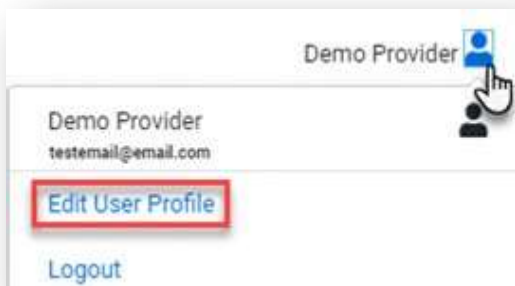 Demo Provider
Demo Provider
testemail@email.com
Edit User Profile
Logout